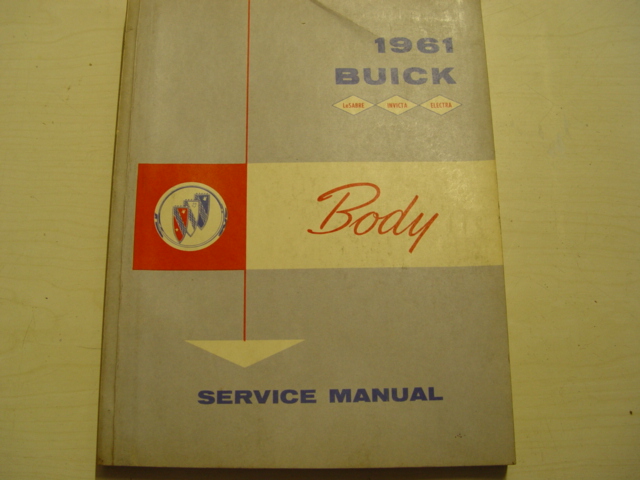 1961
BUICK
LeSABRE INVICTA ELECTRA
Body
SERVICE MANUAL